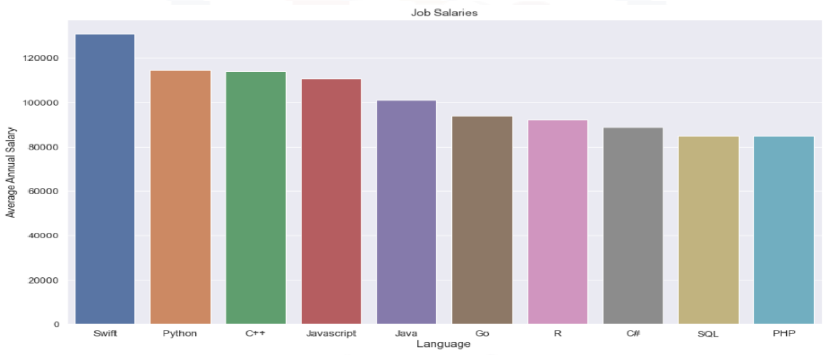 Job Salaries
Average Annual Salary
120000
100000
80000
60000
40000
20000
0
Swift Python C++ Javascript Java Go R C# SQL PHP
Language